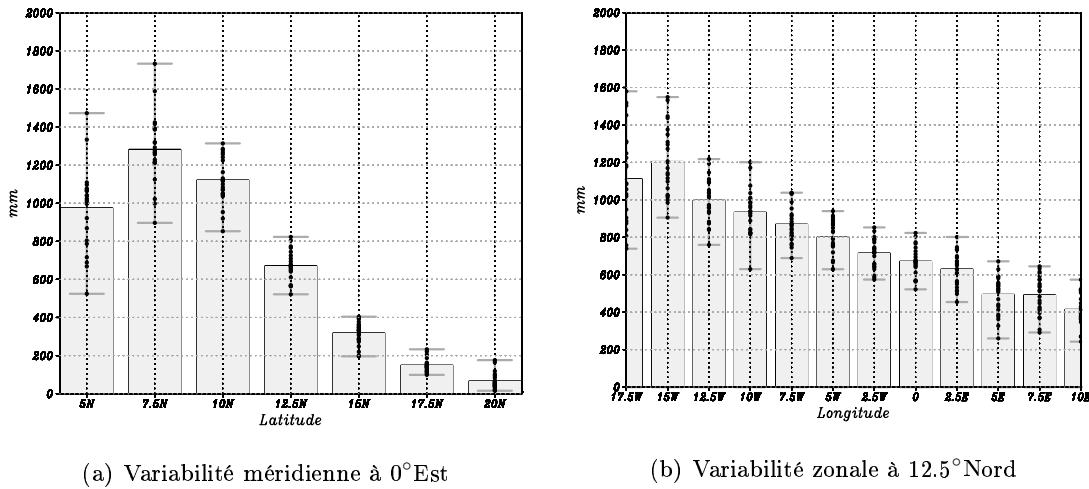 2000
1800
1600
1400
1200
1000
800
600
400
200
0
mm
5N 7.5N 10N 12.5N 15N 17.5N 20N
Latitude
(a) Variabilité méridienne à 0°Est
2000
1800
1600
1400
1200
1000
800
600
400
200
0
mm
17.5W 15W 12.5W 10W 7.5W 5W 2.5W 0 2.5E 5E 7.5E 10E
Longitude
(b) Variabilité zonale à 12.5°Nord